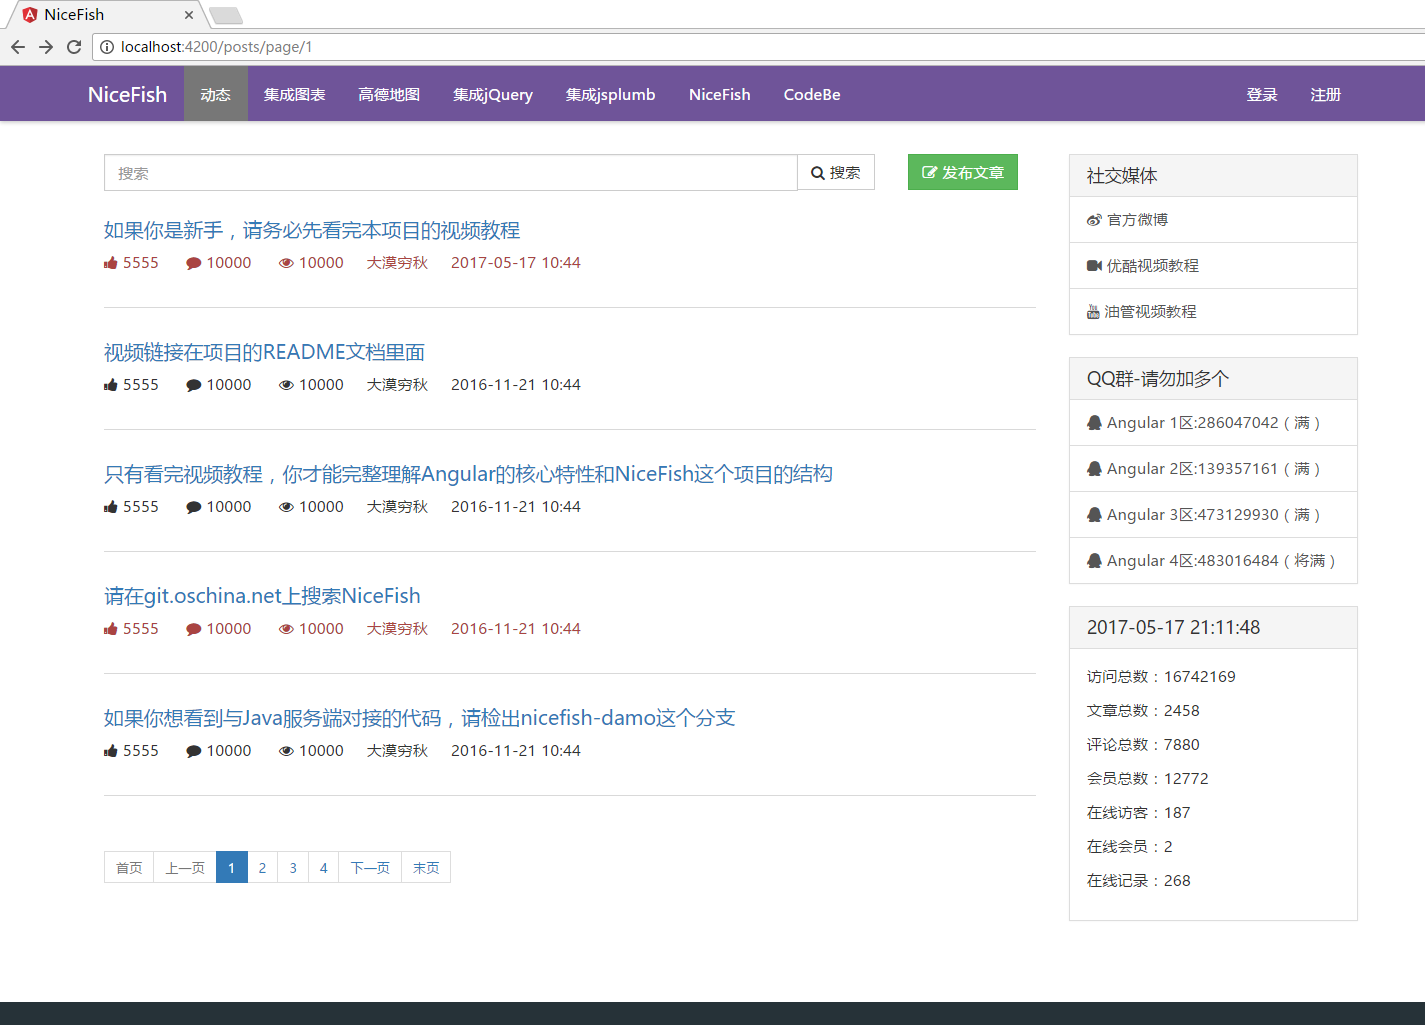 NiceFish
localhost:4200/posts/page/1
NiceFish 动态 集成图表 高德地图 集成jQuery 集成jsplumb NiceFish CodeBe 登录 注册
搜索 搜索 发布文章
如果你是新手，请务必先看完本项目的视频教程
5555 10000 10000 大漠穷秋 2017-05-17 10:44
视频链接在项目的README文档里面
5555 10000 10000 大漠穷秋 2016-11-21 10:44
只有看完视频教程，你才能完整理解Angular的核心特性和NiceFish这个项目的结构
5555 10000 10000 大漠穷秋 2016-11-21 10:44
请在git.oschina.net上搜索NiceFish
5555 10000 10000 大漠穷秋 2016-11-21 10:44
如果你想看到与Java服务端对接的代码，请检出nicefish-damo这个分支
5555 10000 10000 大漠穷秋 2016-11-21 10:44
首页 上一页 1 2 3 4 下一页 末页
社交媒体
官方微博
优酷视频教程
油管视频教程
QQ群-请勿加多个
Angular 1区:286047042（满）
Angular 2区:139357161（满）
Angular 3区:473129930（满）
Angular 4区:483016484（将满）
2017-05-17 21:11:48
访问总数：16742169
文章总数：2458
评论总数：7880
会员总数：12772
在线访客：187
在线会员：2
在线记录：268